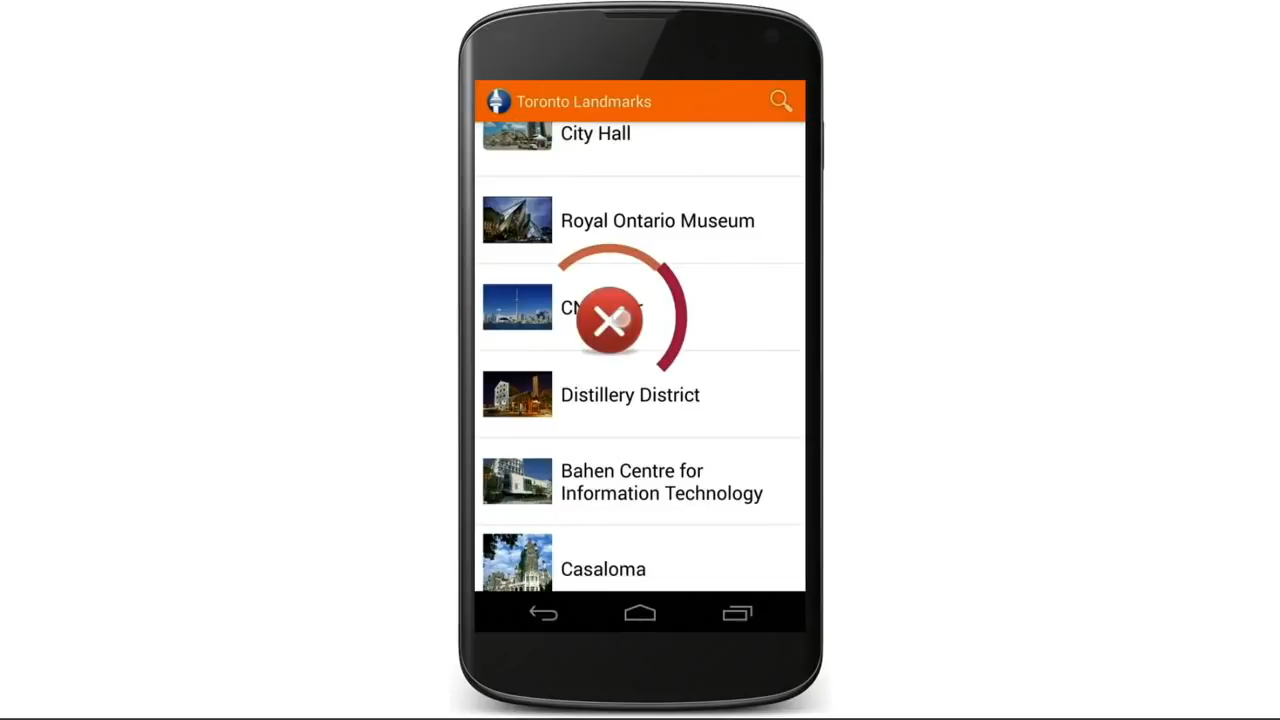 Toronto Landmarks
City Hall
Royal Ontario Museum
Distillery District
Bahen Centre for
Information Technology
Casaloma